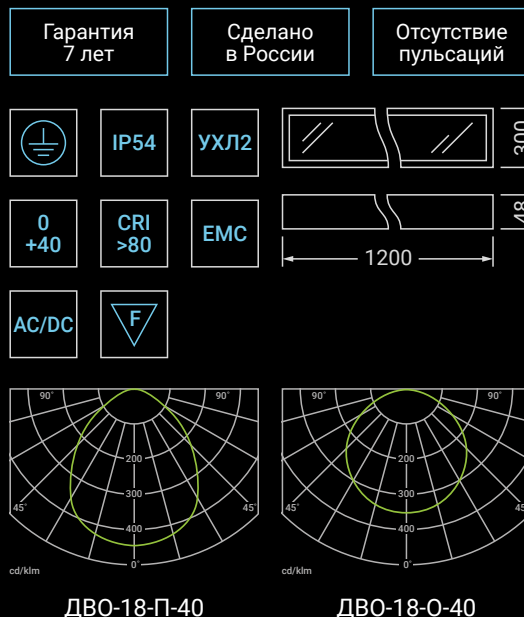 Гарантия
7 лет
Сделано
в России
Отсутствие
пульсаций
IP54
УХЛ2
300
0
+40
CRI
>80
EMC
48
1200
AC/DC
F
90°
200
300
400
45°
45°
0°
cd/klm
ДВО-18-П-40
90°
90°
200
300
400
45°
45°
0°
cd/klm
ДВО-18-О-40